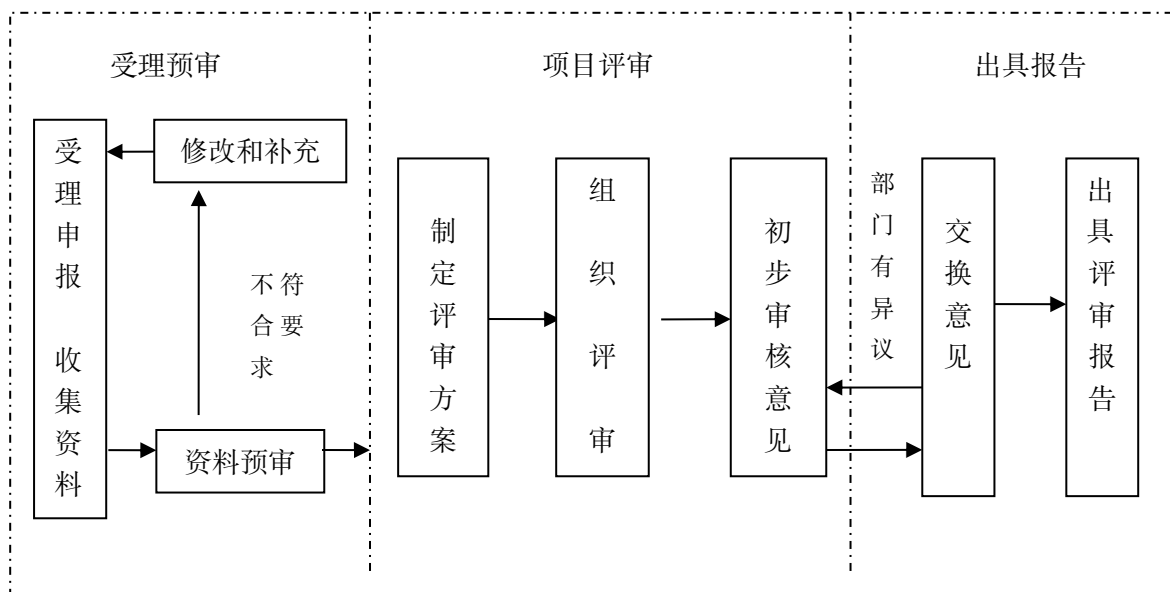 受理预审
项目评审
出具报告
受理申报 收集资料
修改和补充
不符
合要
求
资料预审
制定评审方案
组织评审
初步审核意见
部门有异议
交换意见
出具评审报告